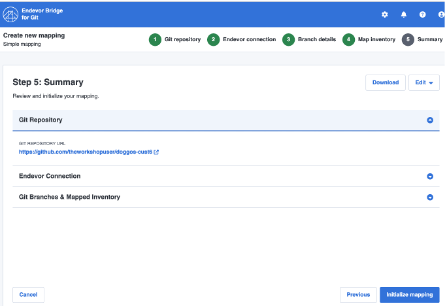 Endevor Bridge
for Git
Create new mapping
Simple mapping
1 Git repository 2 Endevor connection 3 Branch details 4 Map inventory 5 Summary
Step 5: Summary
Download Edit
Review and initialize your mapping.
Git Repository
GIT REPOSITORY URL
https://github.com/theworkshopuser/doggos-cust6
Endevor Connection
Git Branches & Mapped Inventory
Cancel Previous Initialize mapping